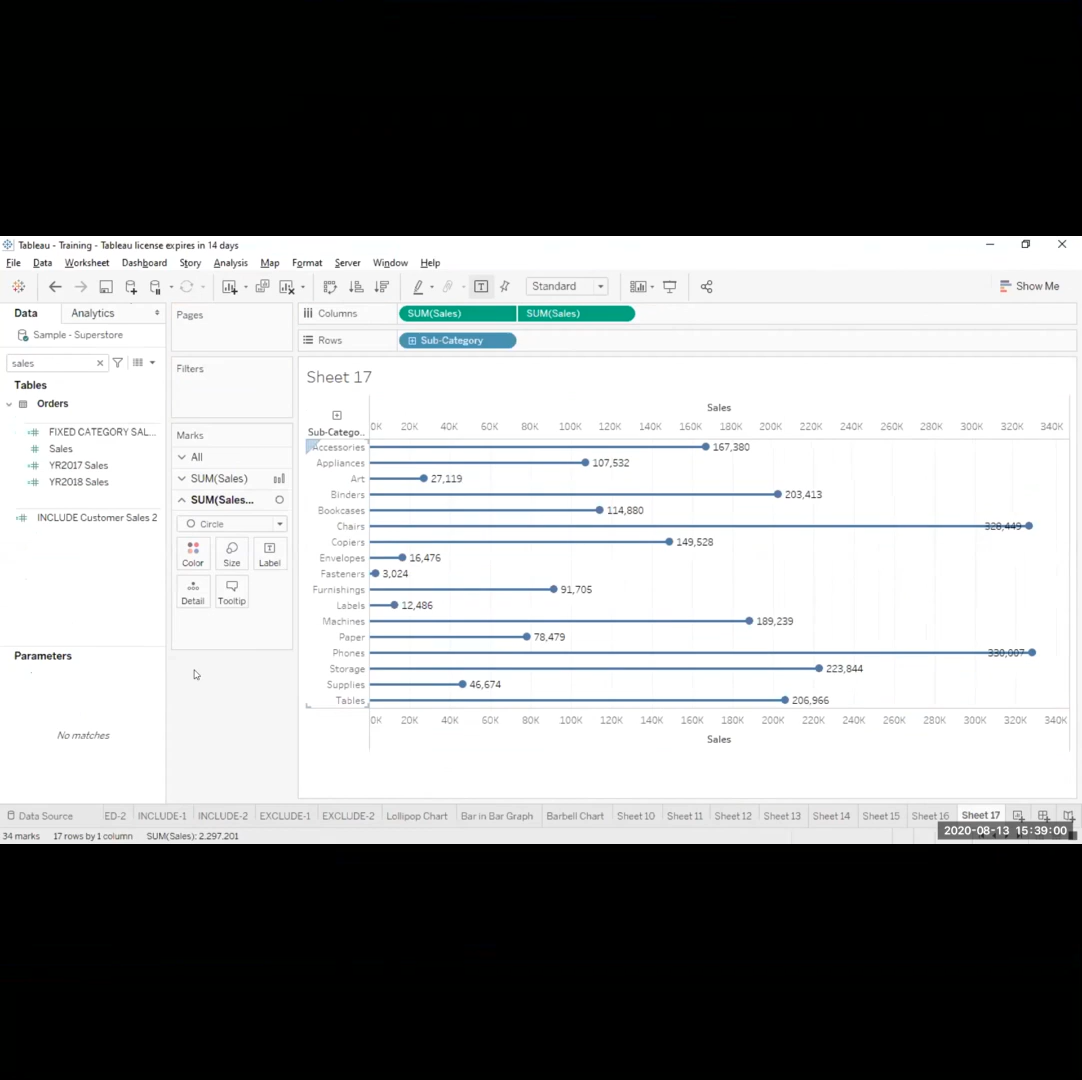 Tableau - Training - Tableau license expires in 14 days
File Data Worksheet Dashboard Story Analysis Map Format Server Window Help
Standard Show Me
Data Analytics Pages Columns SUM(Sales) SUM(Sales)
Sample - Superstore Rows Sub-Category
sales Filters
Sheet 17
Tables
Orders
FIXED CATEGORY SAL...
Sales
YR2017 Sales
YR2018 Sales
INCLUDE Customer Sales 2
Parameters
No matches
Marks
All
SUM(Sales)
SUM(Sales...
Circle
Color Size Label
Detail Tooltip
Sales
Sub-Catego..
0K 20K 40K 60K 80K 100K 120K 140K 160K 180K 200K 220K 240K 260K 280K 300K 320K 340K
Accessories 167,380
Appliances 107,532
Art 27,119
Binders 203,413
Bookcases 114,880
Chairs 328,449
Copiers 149,528
Envelopes 16,476
Fasteners 3,024
Furnishings 91,705
Labels 12,486
Machines 189,239
Paper 78,479
Phones 330,007
Storage 223,844
Supplies 46,674
Tables 206,966
0K 20K 40K 60K 80K 100K 120K 140K 160K 180K 200K 220K 240K 260K 280K 300K 320K 340K
Sales
Data Source ED-2 INCLUDE-1 INCLUDE-2 EXCLUDE-1 EXCLUDE-2 Lollipop Chart Bar in Bar Graph Barbell Chart Sheet 10 Sheet 11 Sheet 12 Sheet 13 Sheet 14 Sheet 15 Sheet 16 Sheet 17
34 marks 17 rows by 1 column SUM(Sales): 2,297,201
2020-08-13 15:39:00